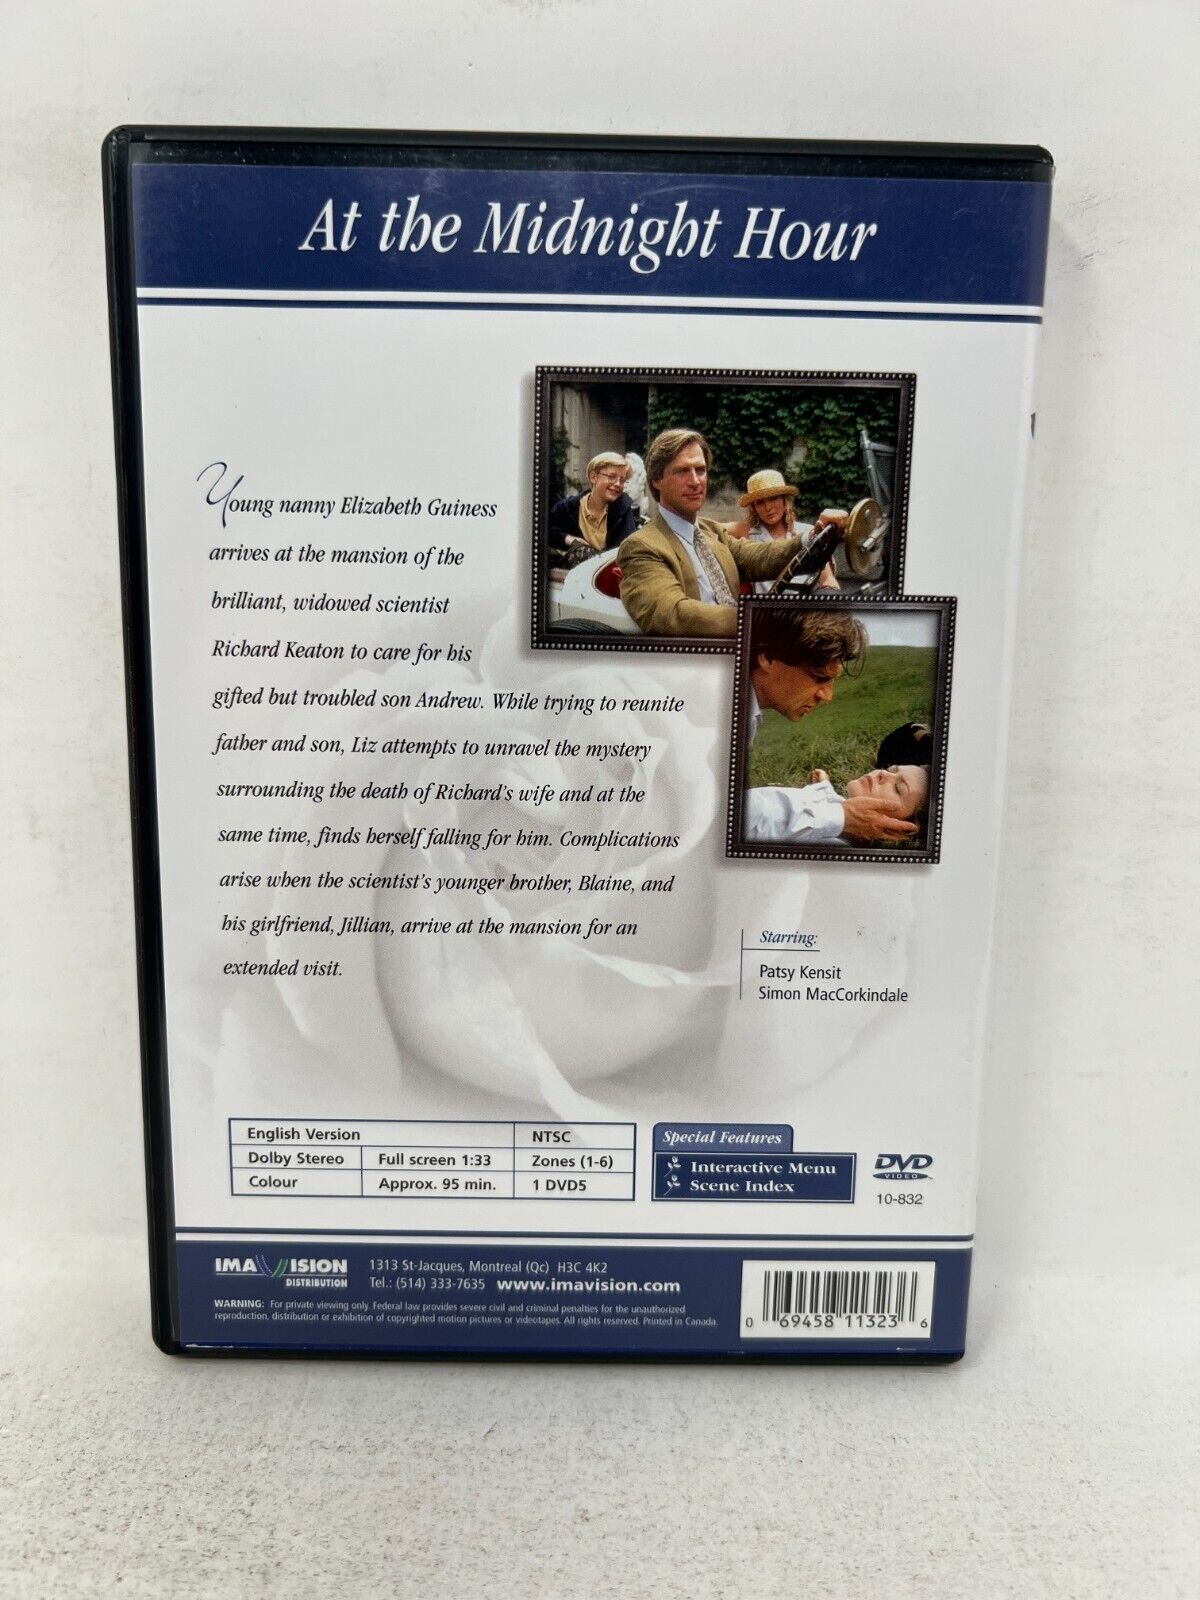 At the Midnight Hour
Young nanny Elizabeth Guiness
arrives at the mansion of the
brilliant, widowed scientist
Richard Keaton to care for his
gifted but troubled son Andrew. While trying to reunite
father and son, Liz attempts to unravel the mystery
surrounding the death of Richard's wife and at the
same time, finds herself falling for him. Complications
arise when the scientist's younger brother, Blaine, and
his girlfriend, Jillian, arrive at the mansion for an
extended visit.
Starring:
Patsy Kensit
Simon MacCorkindale
English Version NTSC
Dolby Stereo Full screen 1:33 Zones (1-6)
Colour Approx. 95 min. 1 DVD5
Special Features
Interactive Menu
Scene Index
DVD
VIDEO
10-832
IMAVISION
DISTRIBUTION
1313 St-Jacques, Montreal (Qc) H3C 4K2
Tel.: (514) 333-7635 www.imavision.com
WARNING: For private viewing only. Federal law provides severe civil and criminal penalties for the unauthorized
reproduction, distribution or exhibition of copyrighted motion pictures or videotapes. All rights reserved. Printed in Canada.
0 69458 11323 6